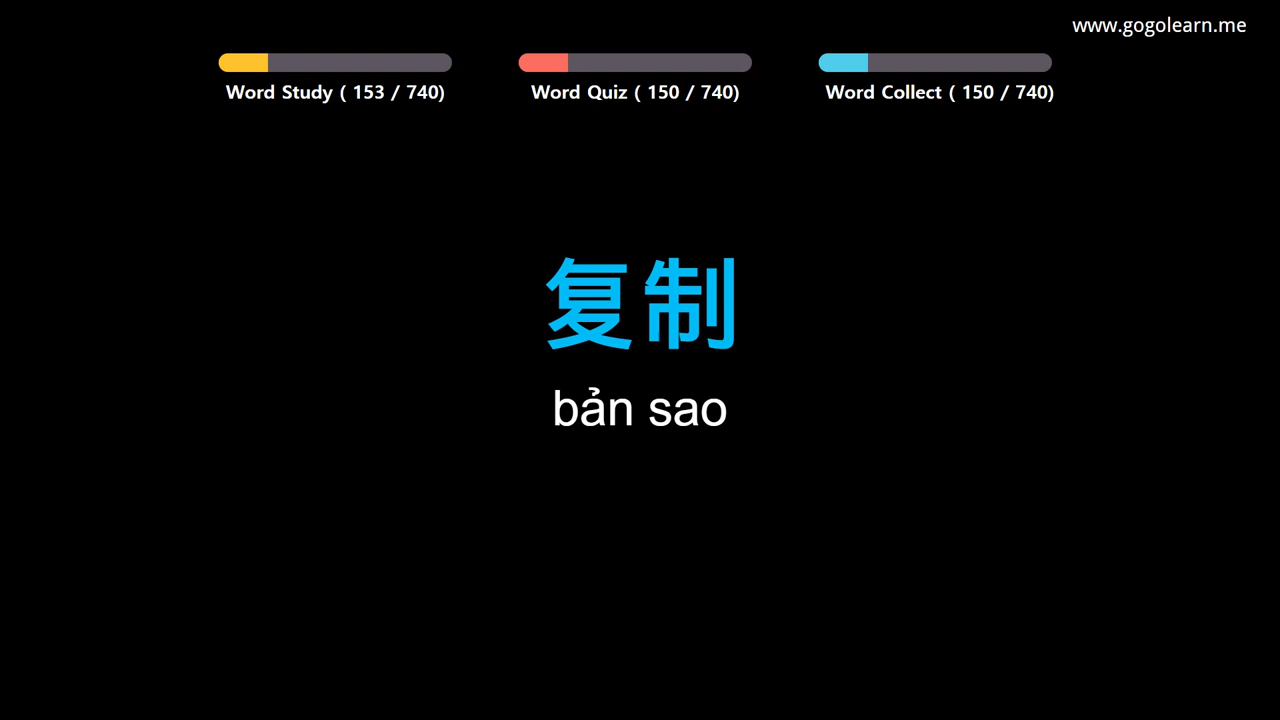 www.gogolearn.me
Word Study ( 153 / 740)
Word Quiz ( 150 / 740)
Word Collect ( 150 / 740)
复制
bản sao